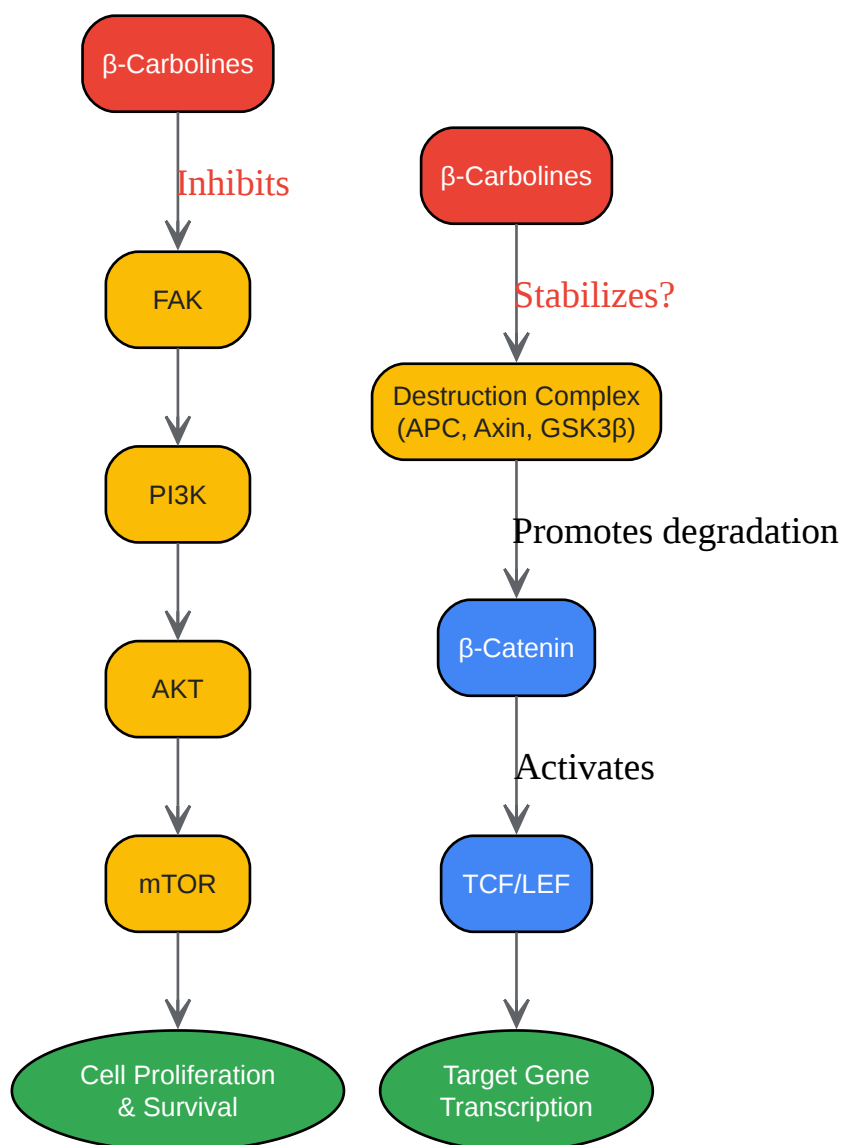 β-Carbolines
Inhibits
FAK
PI3K
AKT
mTOR
Cell Proliferation
& Survival
β-Carbolines
Stabilizes?
Destruction Complex
(APC, Axin, GSK3β)
Promotes degradation
β-Catenin
Activates
TCF/LEF
Target Gene
Transcription